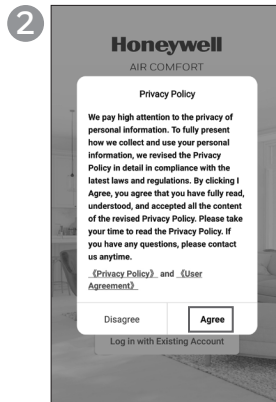 2
Honeywell
AIR COMFORT
Privacy Policy
We pay high attention to the privacy of
personal information. To fully present
how we collect and use your personal
information, we revised the Privacy
Policy in detail in compliance with the
latest laws and regulations. By clicking I
Agree, you agree that you have fully read,
understood, and accepted all the content
of the revised Privacy Policy. Please take
your time to read the Privacy Policy. If
you have any questions, please contact
us anytime.
《Privacy Policy》 and 《User
Agreement》
Disagree
Agree
Log in with Existing Account